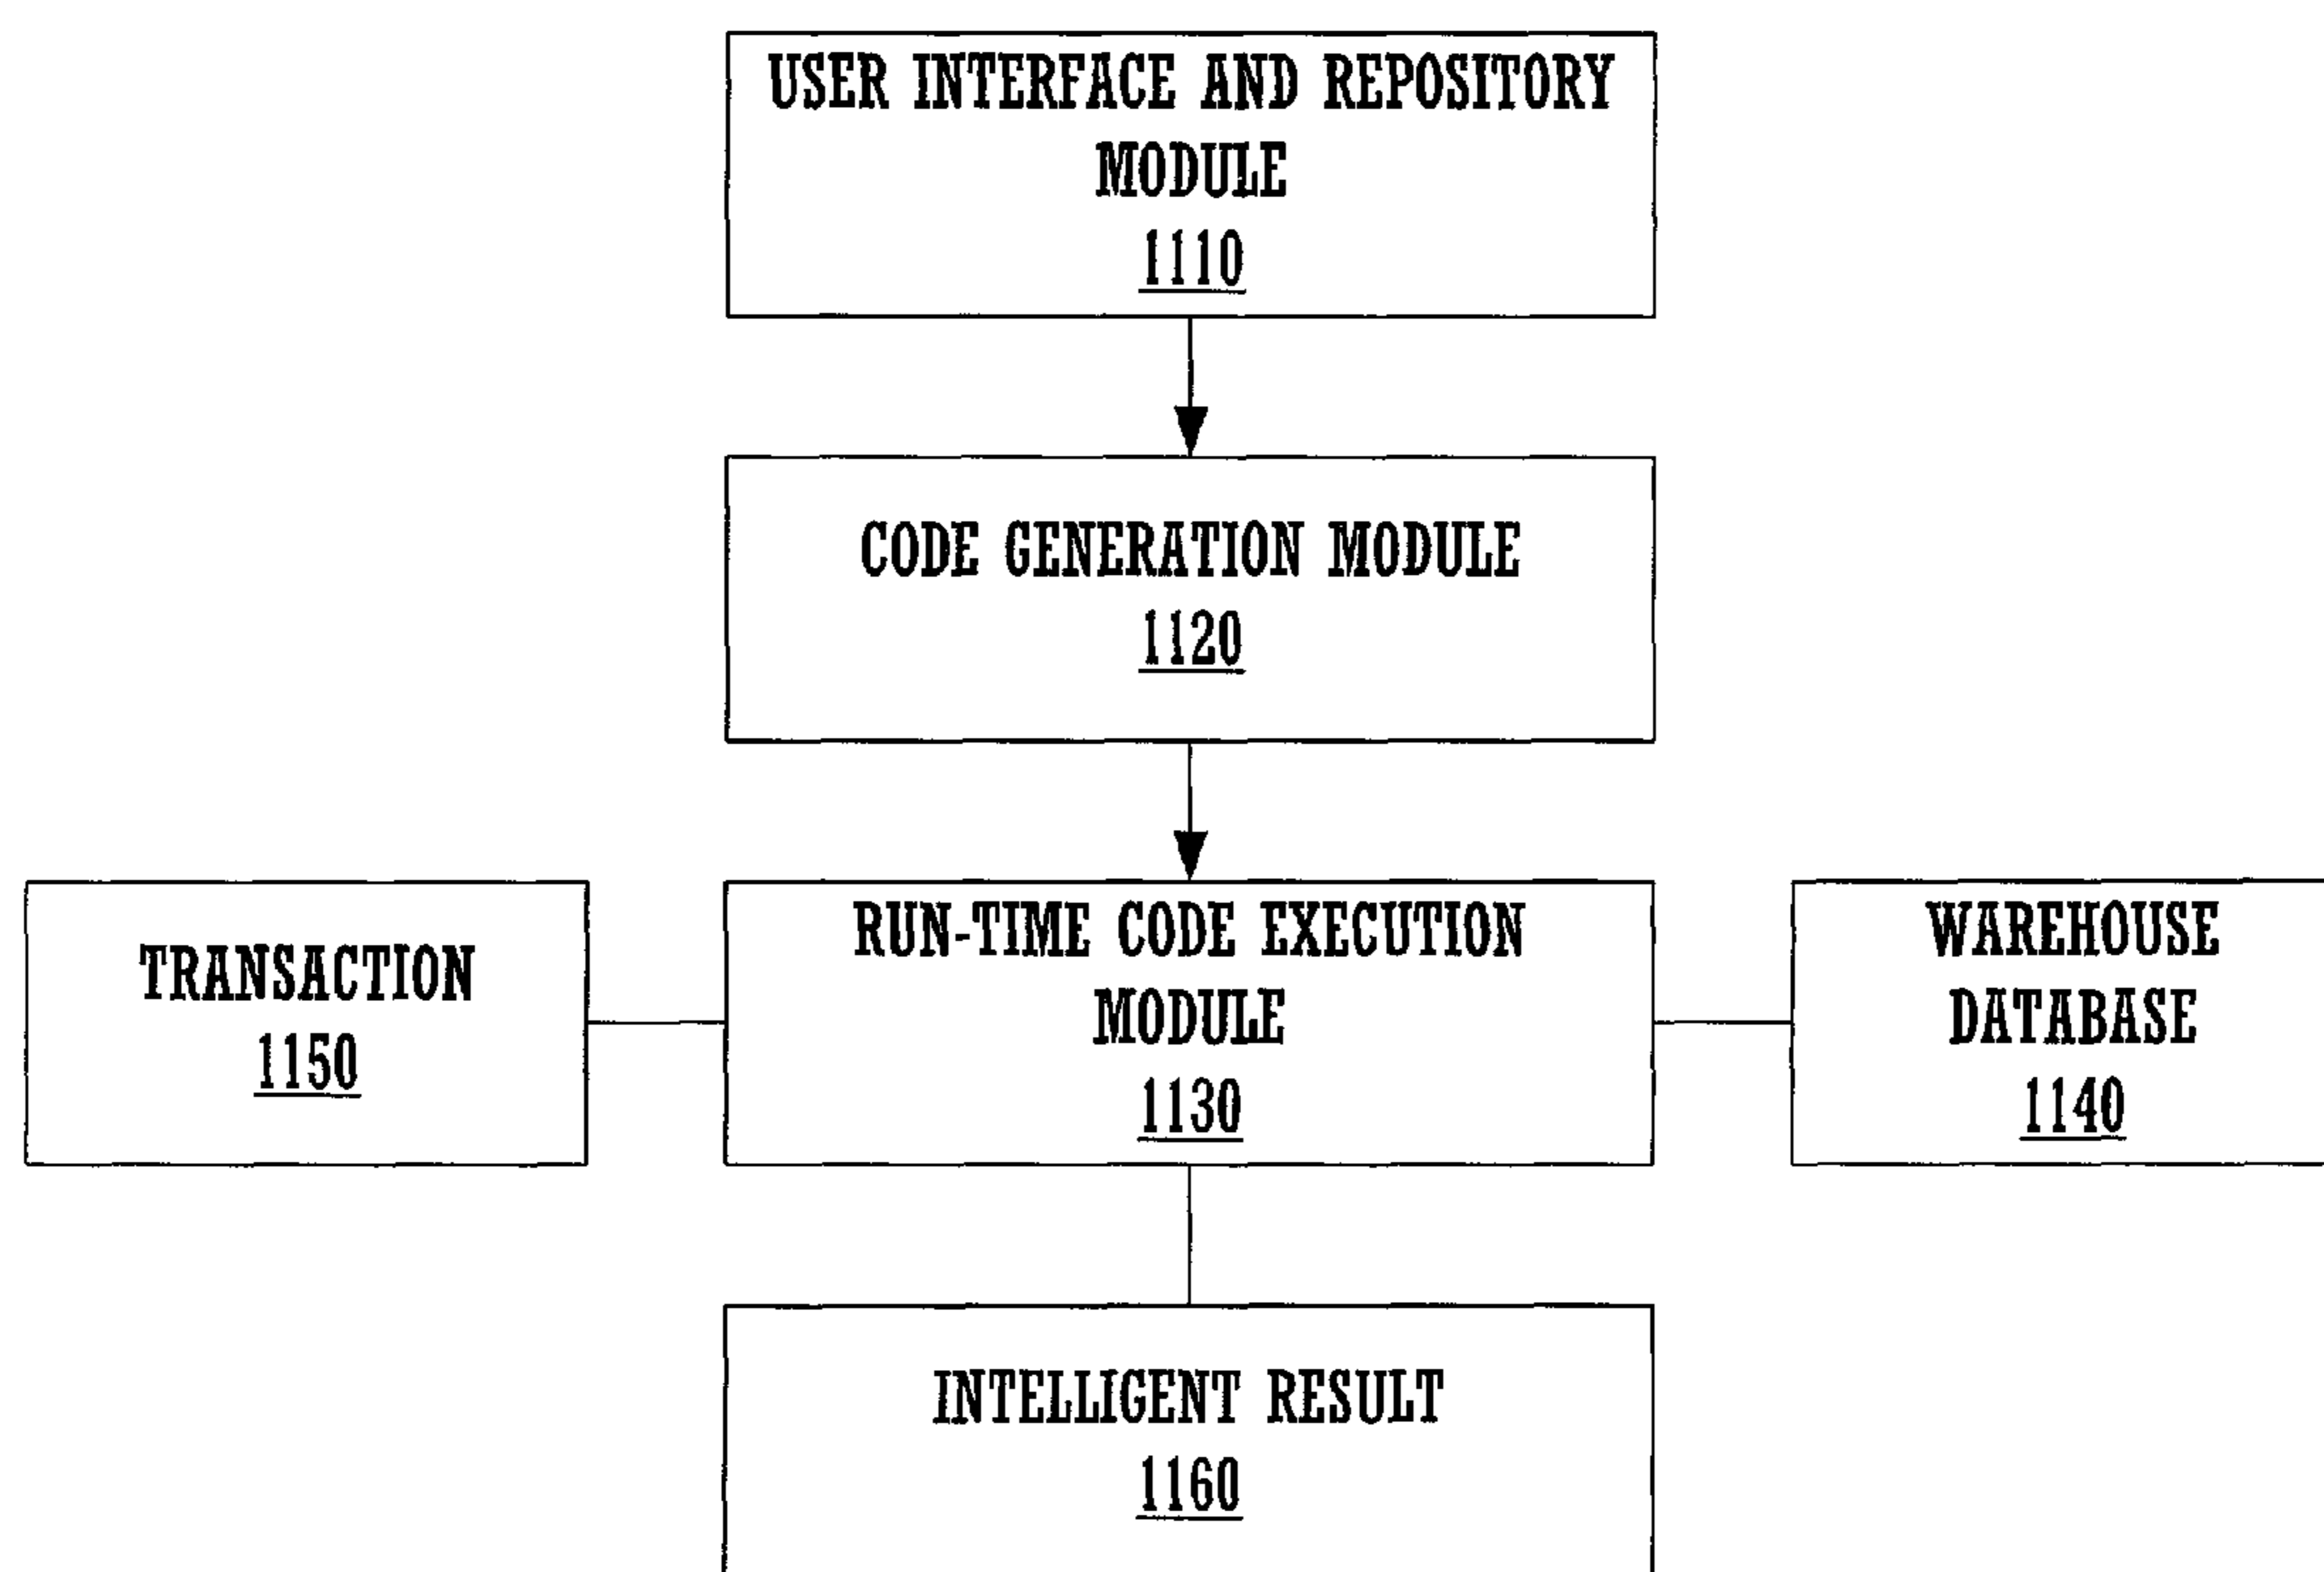 USER INTERFACE AND REPOSITORY
MODULE
1110
CODE GENERATION MODULE
1120
TRANSACTION
1150
RUN-TIME CODE EXECUTION
MODULE
1130
WAREHOUSE
DATABASE
1140
INTELLIGENT RESULT
1160